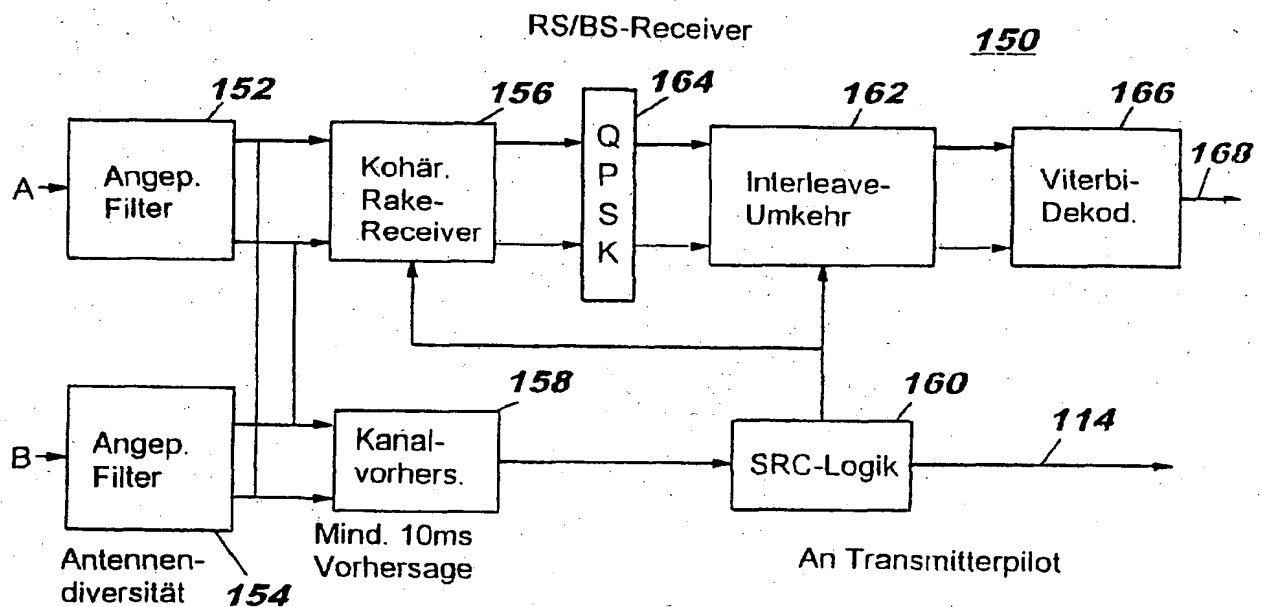 RS/BS-Receiver
150
152
156
164
162
166
168
A
Angep.
Filter
Kohär.
Rake-
Receiver
Q
P
S
K
Interleave-
Umkehr
Viterbi-
Dekod.
158
160
114
B
Angep.
Filter
Kanal-
vorhers.
SRC-Logik
Antennen-
diversität
154
Mind. 10ms
Vorhersage
An Transmitterpilot